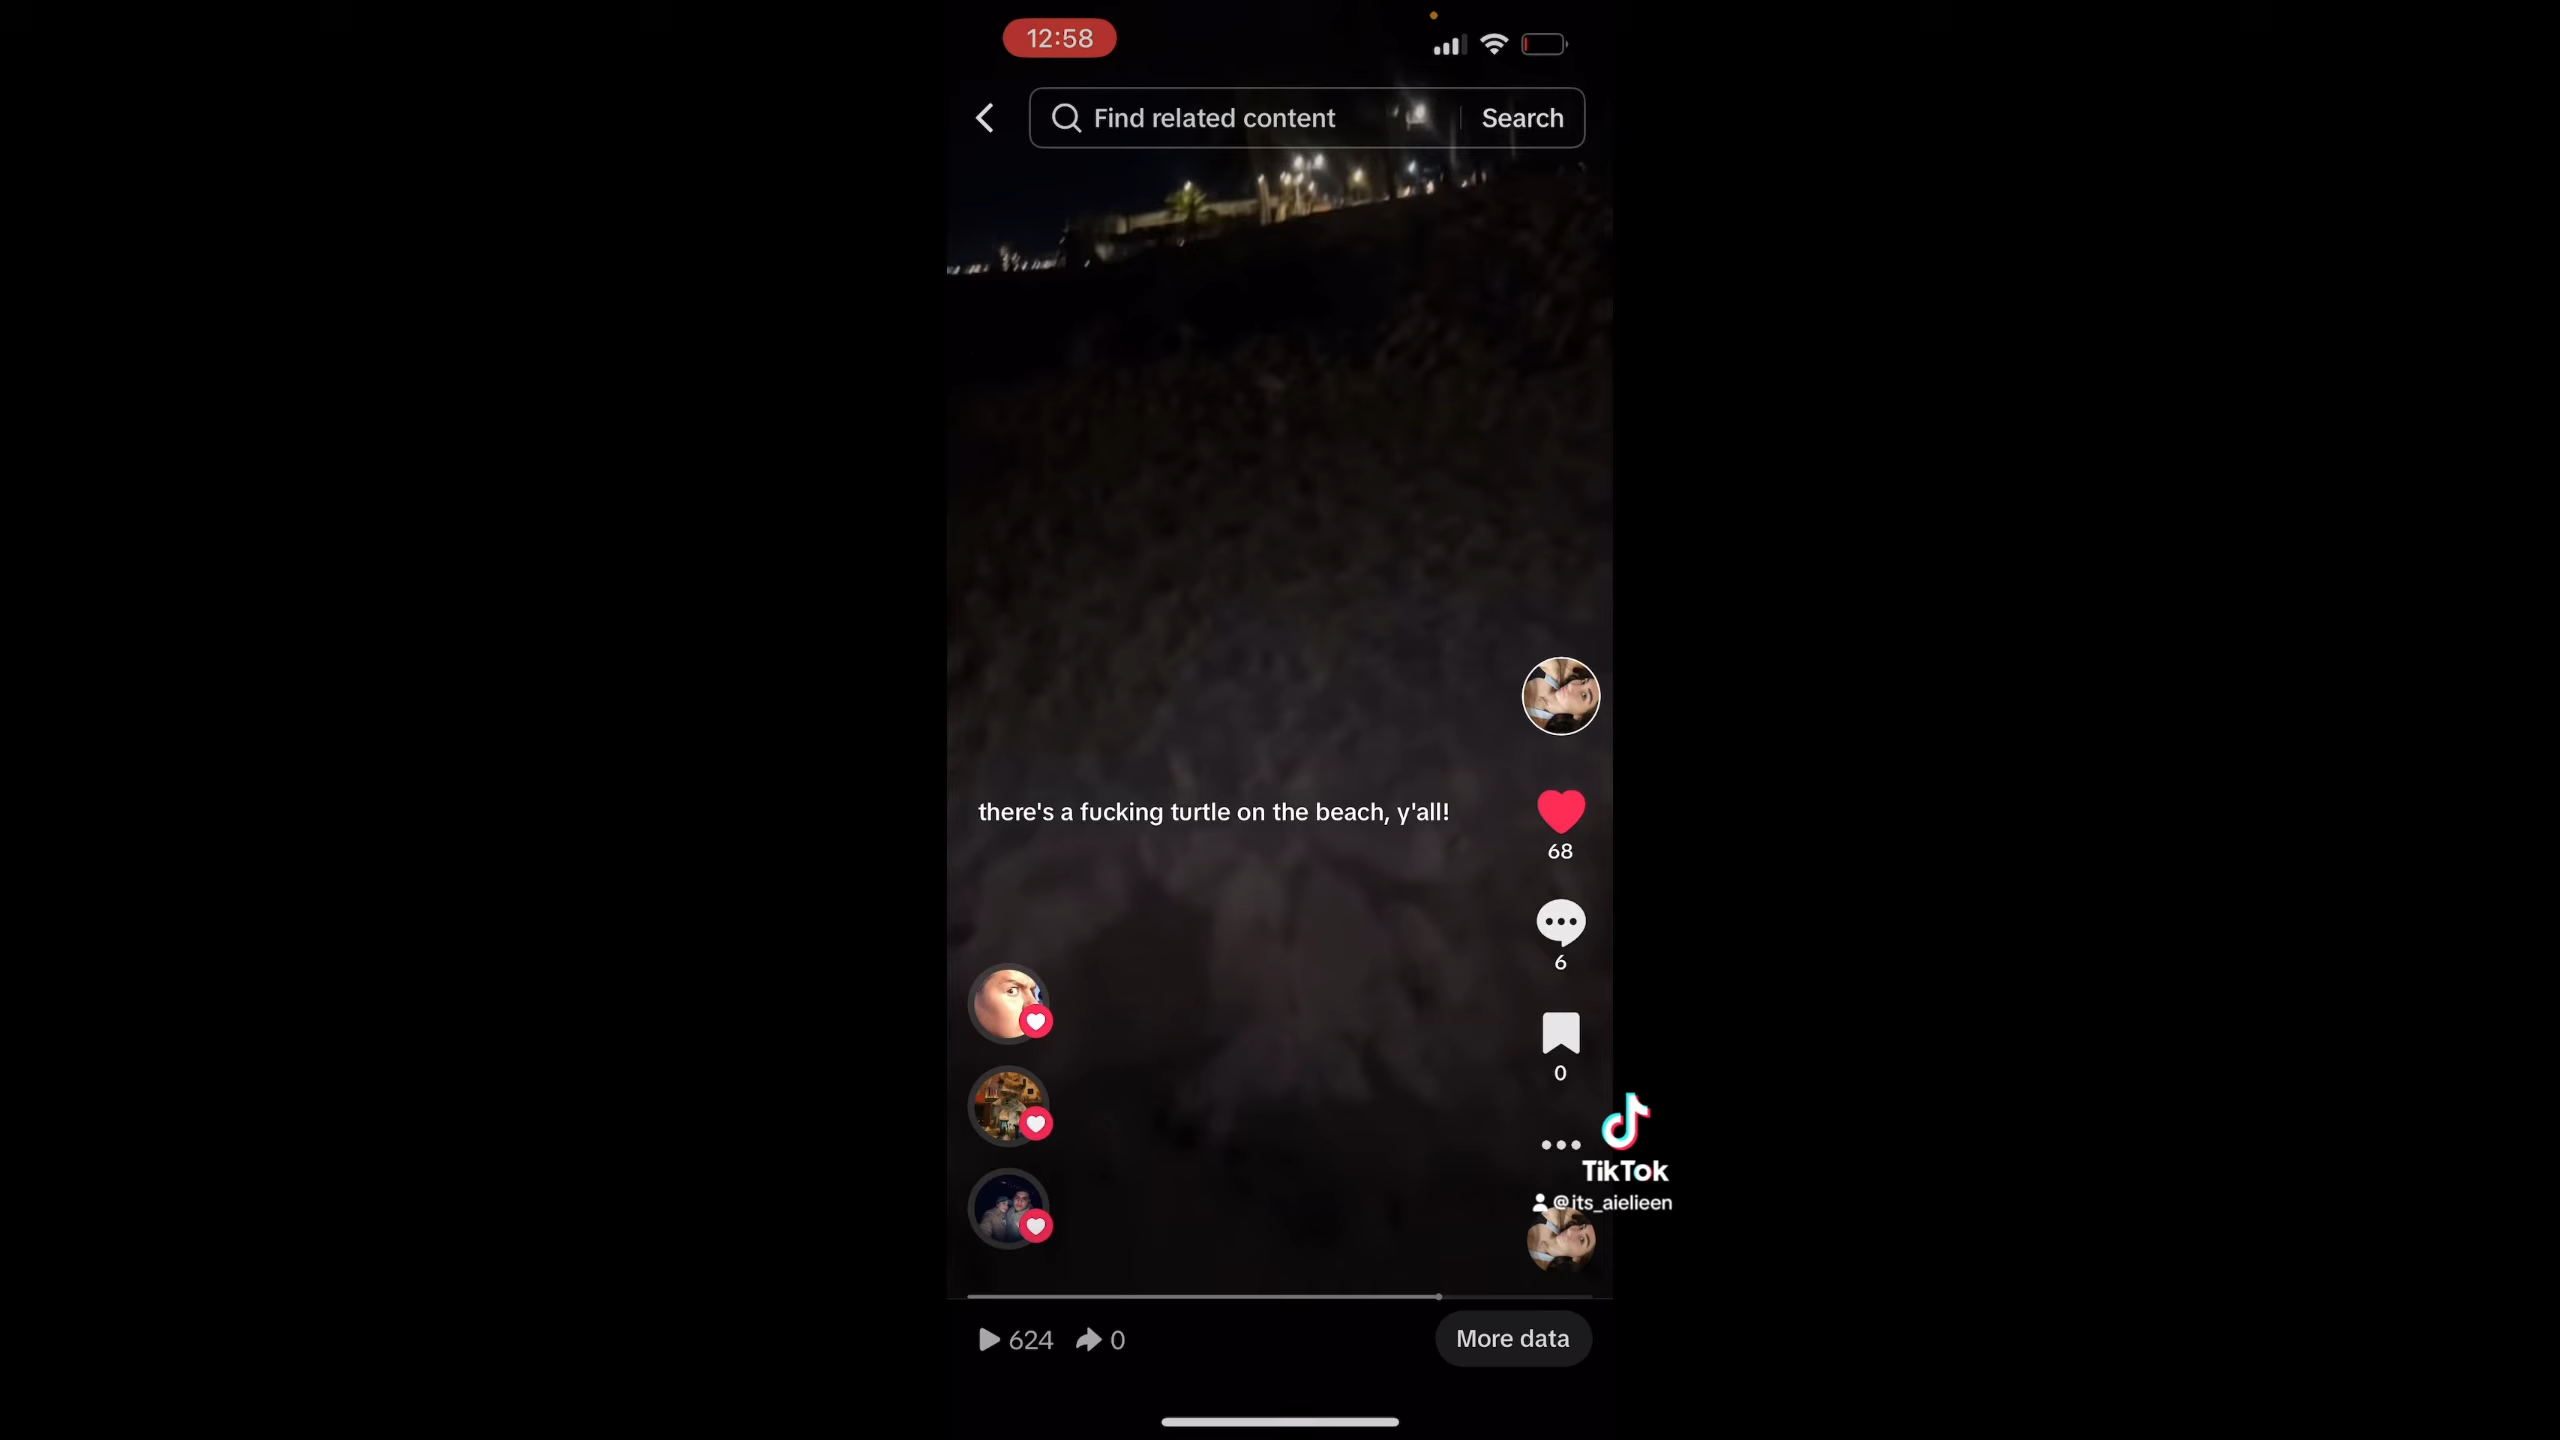 12:58
Find related content
Search
there's a fucking turtle on the beach, y'all!
68
6
0
TikTok
@its_aielieen
624
0
More data